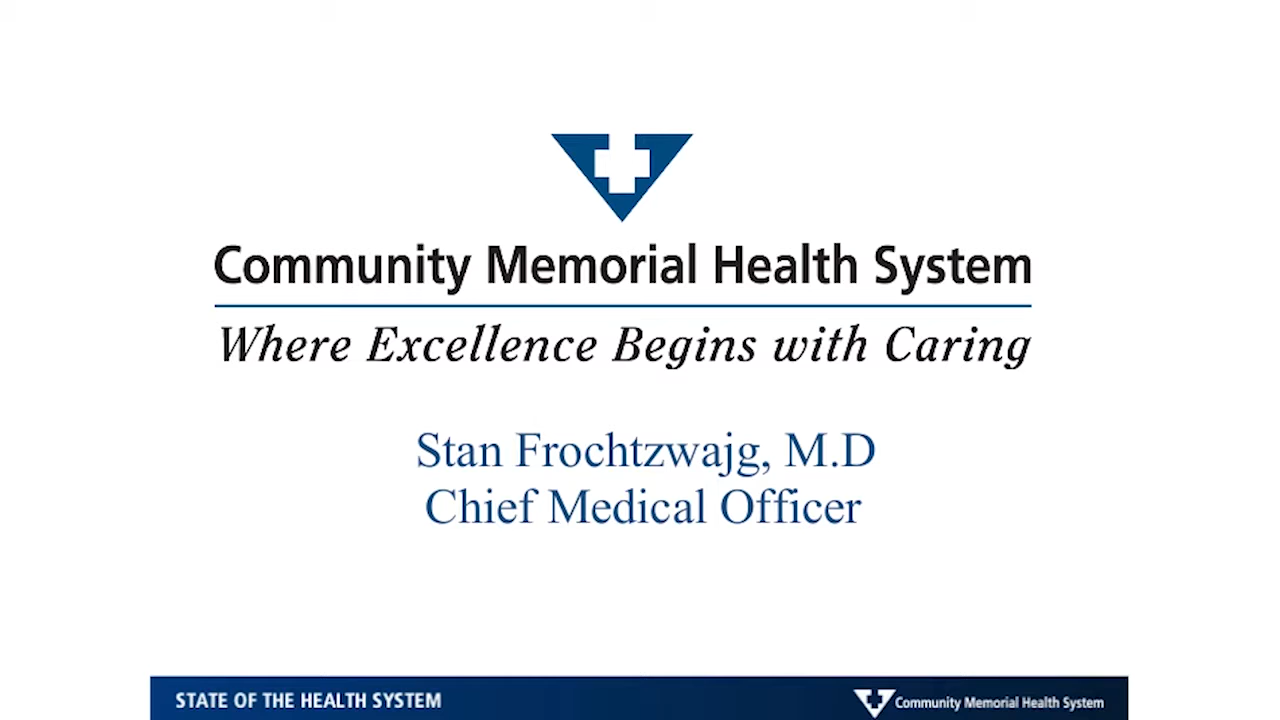 Community Memorial Health System
Where Excellence Begins with Caring
Stan Frochtzwajg, M.D
Chief Medical Officer
STATE OF THE HEALTH SYSTEM
Community Memorial Health System